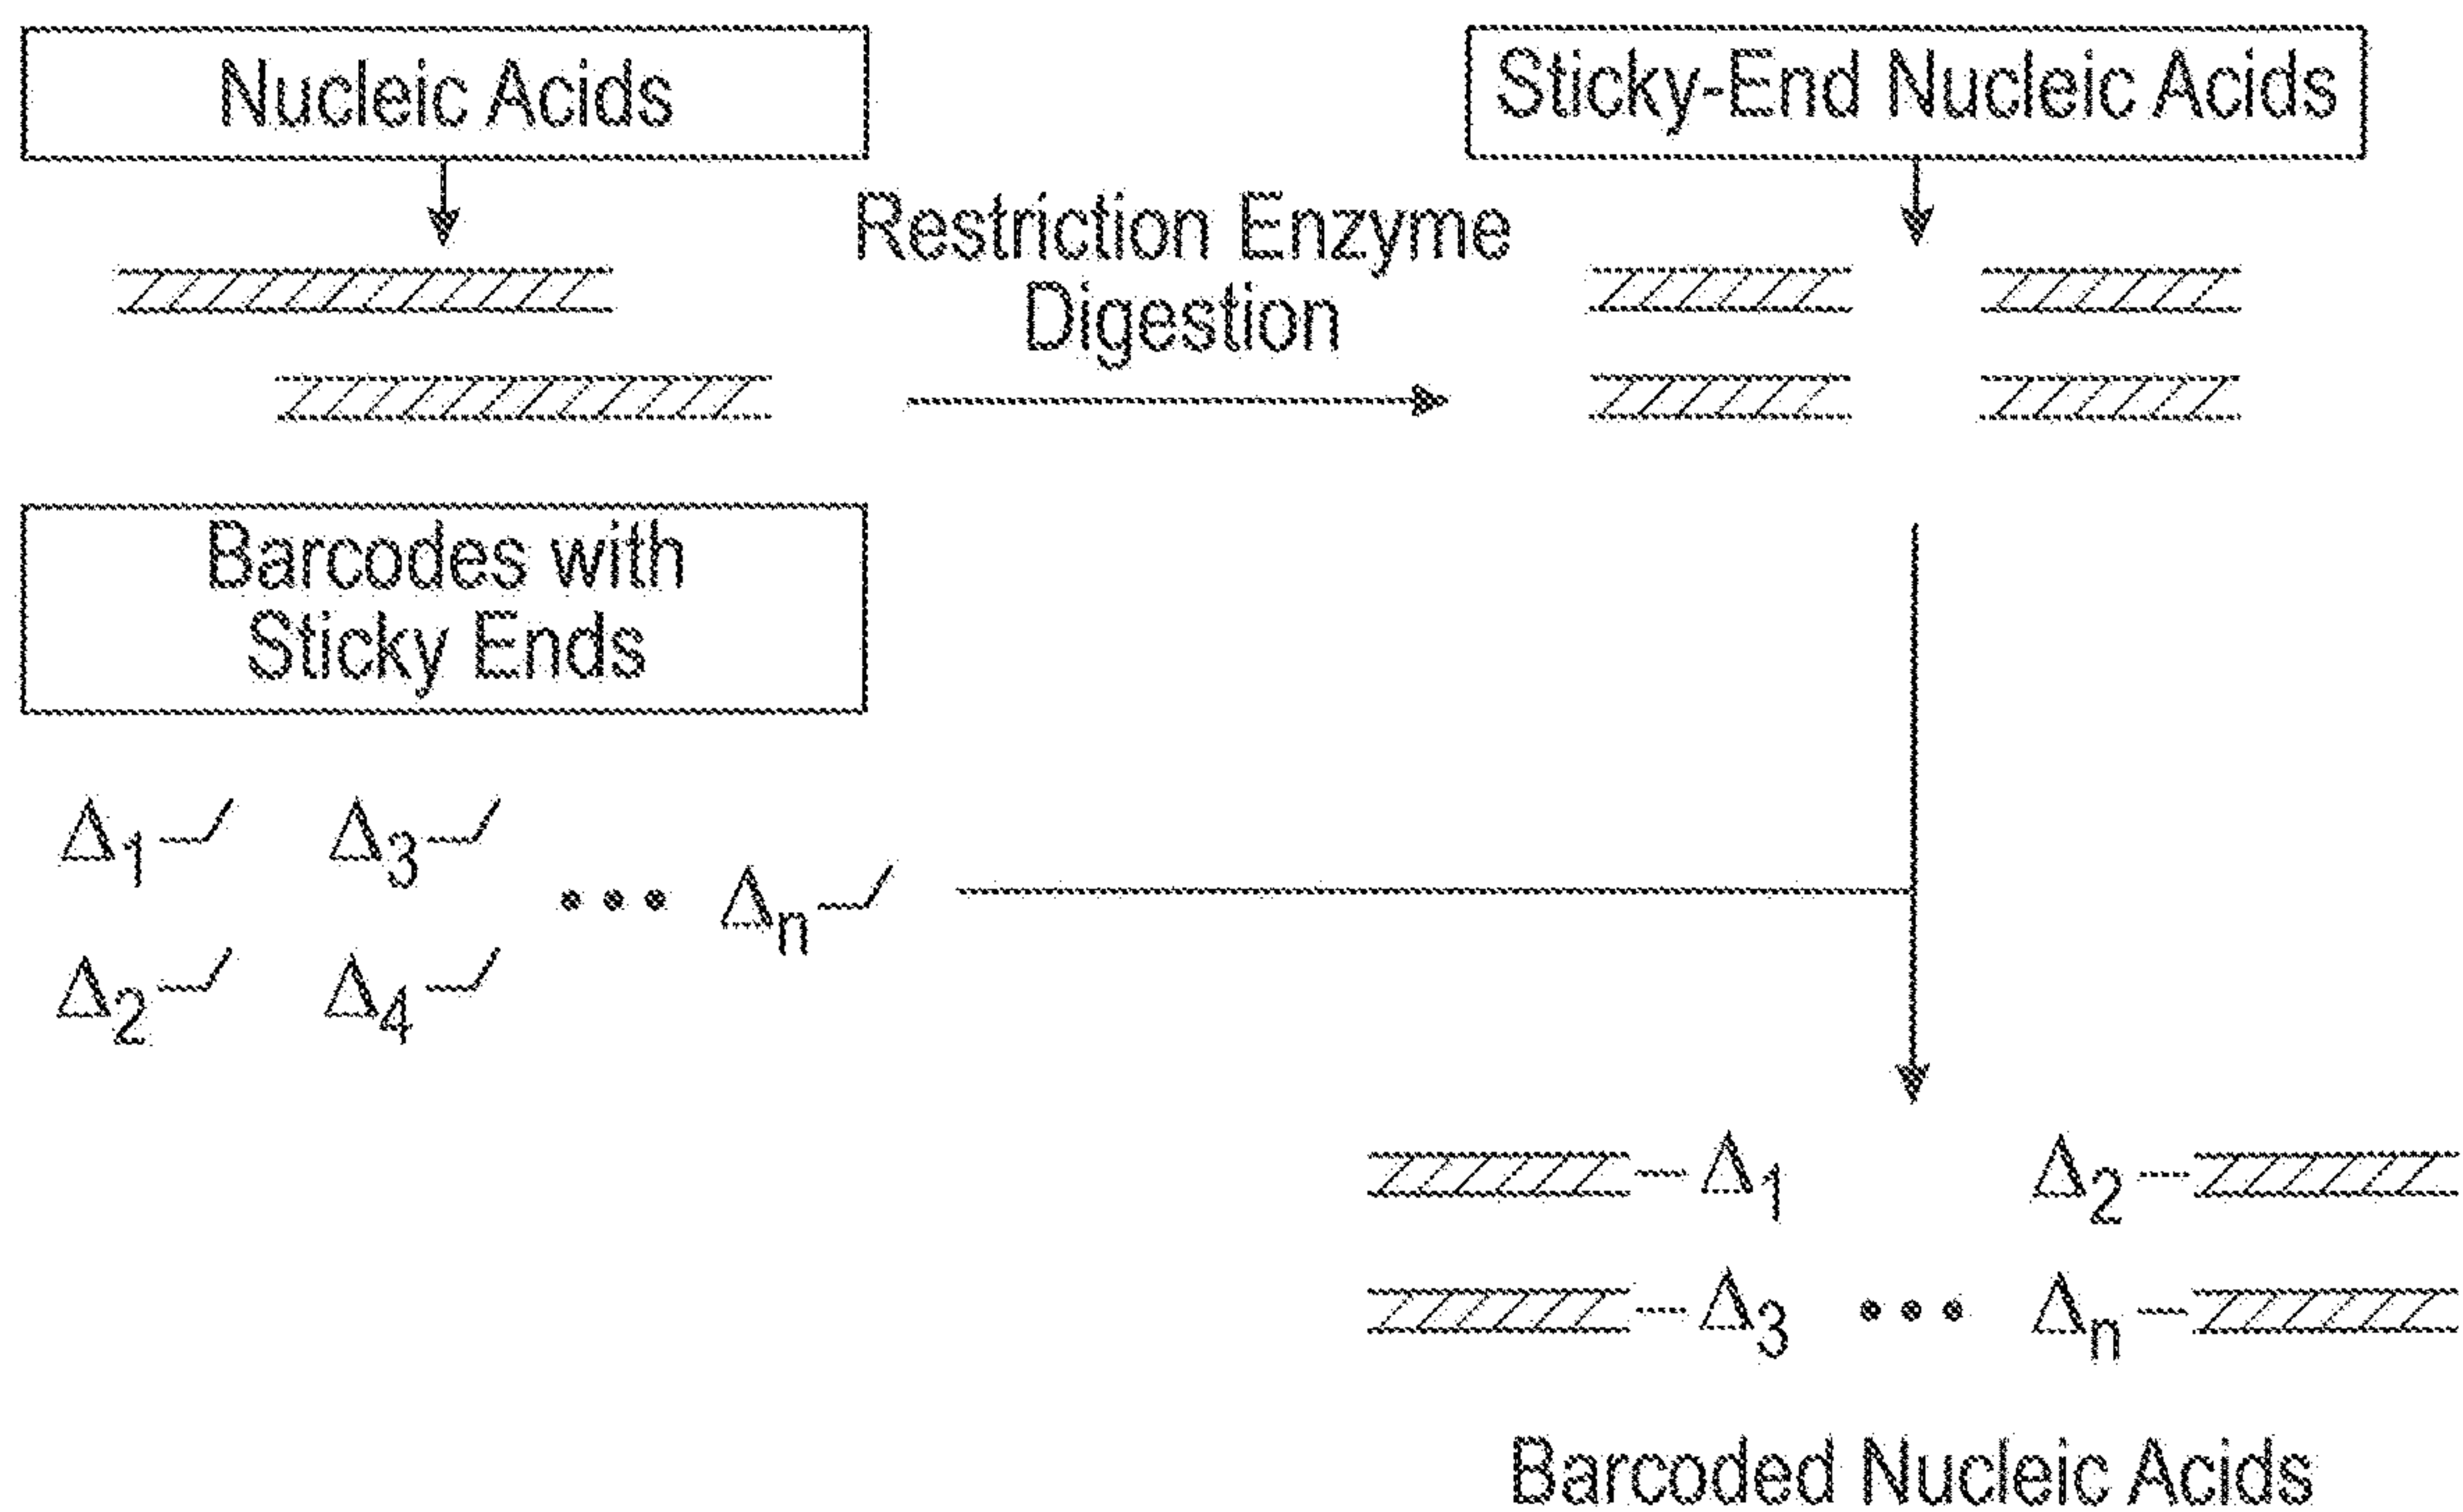 Nucleic Acids
Sticky-End Nucleic Acids
Restriction Enzyme
Digestion
Barcodes with
Sticky Ends
Δ1 Δ3
••• Δn
Δ2 Δ4
Δ1 Δ2
Δ3 ••• Δn
Barcoded Nucleic Acids